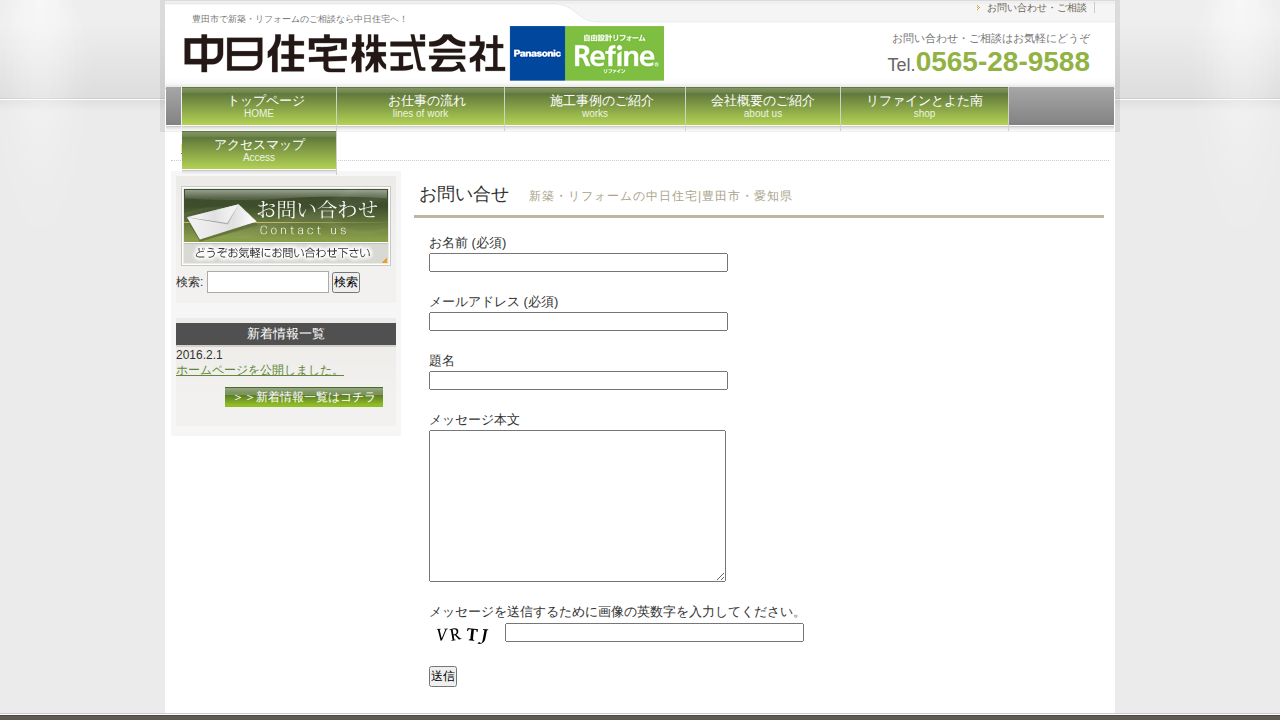 お問い合わせ・ご相談
豊田市で新築・リフォームのご相談なら中日住宅へ！
中日住宅株式会社
Panasonic
自由設計リフォーム
Refine
リファイン
お問い合わせ・ご相談はお気軽にどうぞ
Tel.0565-28-9588
トップページ
HOME
お仕事の流れ
lines of work
施工事例のご紹介
works
会社概要のご紹介
about us
リファインとよた南
shop
アクセスマップ
Access
お問い合わせ
Contact us
どうぞお気軽にお問い合わせ下さい
検索:
検索
新着情報一覧
2016.2.1
ホームページを公開しました。
＞＞新着情報一覧はコチラ
お問い合せ 新築・リフォームの中日住宅|豊田市・愛知県
お名前 (必須)
メールアドレス (必須)
題名
メッセージ本文
メッセージを送信するために画像の英数字を入力してください。
VRTJ
送信